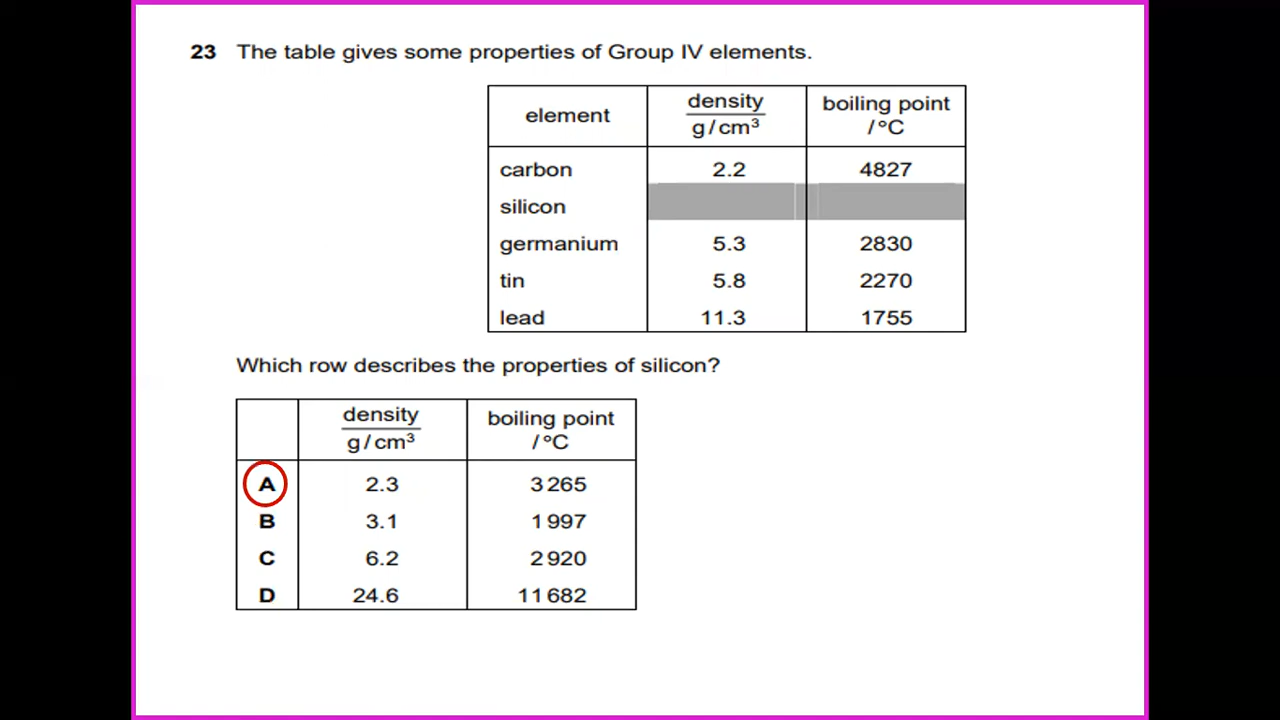 23 The table gives some properties of Group IV elements.
element density / g/cm³ boiling point /°C
carbon 2.2 4827
silicon
germanium 5.3 2830
tin 5.8 2270
lead 11.3 1755
Which row describes the properties of silicon?
density / g/cm³ boiling point /°C
A 2.3 3265
B 3.1 1997
C 6.2 2920
D 24.6 11682